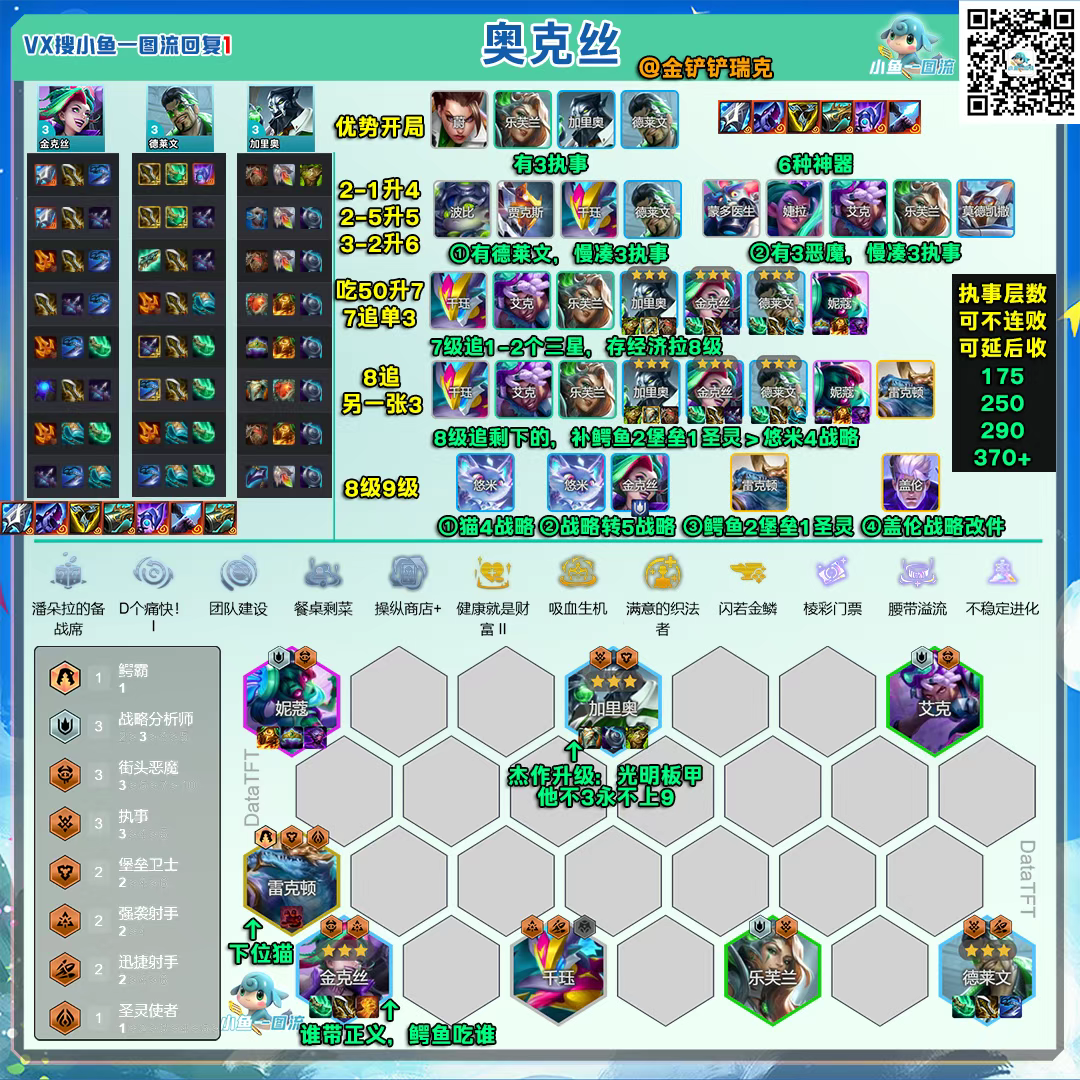 VX搜小鱼一图流回复1
奥克丝
@金铲铲瑞克
小鱼一图流
3
金克丝
3
德莱文
3
加里奥
优势开局
蔚
乐芙兰
加里奥
德莱文
有3执事
6种神器
2-1升4
2-5升5
3-2升6
波比
贾克斯
千珏
德莱文
蒙多医生
婕拉
艾克
乐芙兰
莫德凯撒
①有德莱文，慢凑3执事
②有3恶魔，慢凑3执事
吃50升7
7追单3
千珏
艾克
乐芙兰
加里奥
金克丝
德莱文
妮蔻
7级追1-2个三星，存经济拉8级
8追
另一张3
千珏
艾克
乐芙兰
加里奥
金克丝
德莱文
妮蔻
雷克顿
8级追剩下的，补鳄鱼2堡垒1圣灵＞悠米4战略
8级9级
悠米
悠米
金克丝
雷克顿
盖伦
①猫4战略 ②战略转5战略 ③鳄鱼2堡垒1圣灵 ④盖伦战略改件
执事层数
可不连败
可延后收
175
250
290
370+
潘朵拉的备战席
D个痛快！I
团队建设
餐桌剩菜
操纵商店+
健康就是财富 II
吸血生机
满意的织法者
闪若金鳞
棱彩门票
腰带溢流
不稳定进化
1
鳄霸
1
3
战略分析师
3
3
街头恶魔
3
3
执事
3
2
堡垒卫士
2
2
强袭射手
2
2
迅捷射手
2
1
圣灵使者
1
妮蔻
加里奥
艾克
杰作升级：光明板甲
他不3永不上9
DataTFT
雷克顿
下位猫
金克丝
千珏
乐芙兰
德莱文
DataTFT
小鱼一图流
谁带正义，鳄鱼吃谁